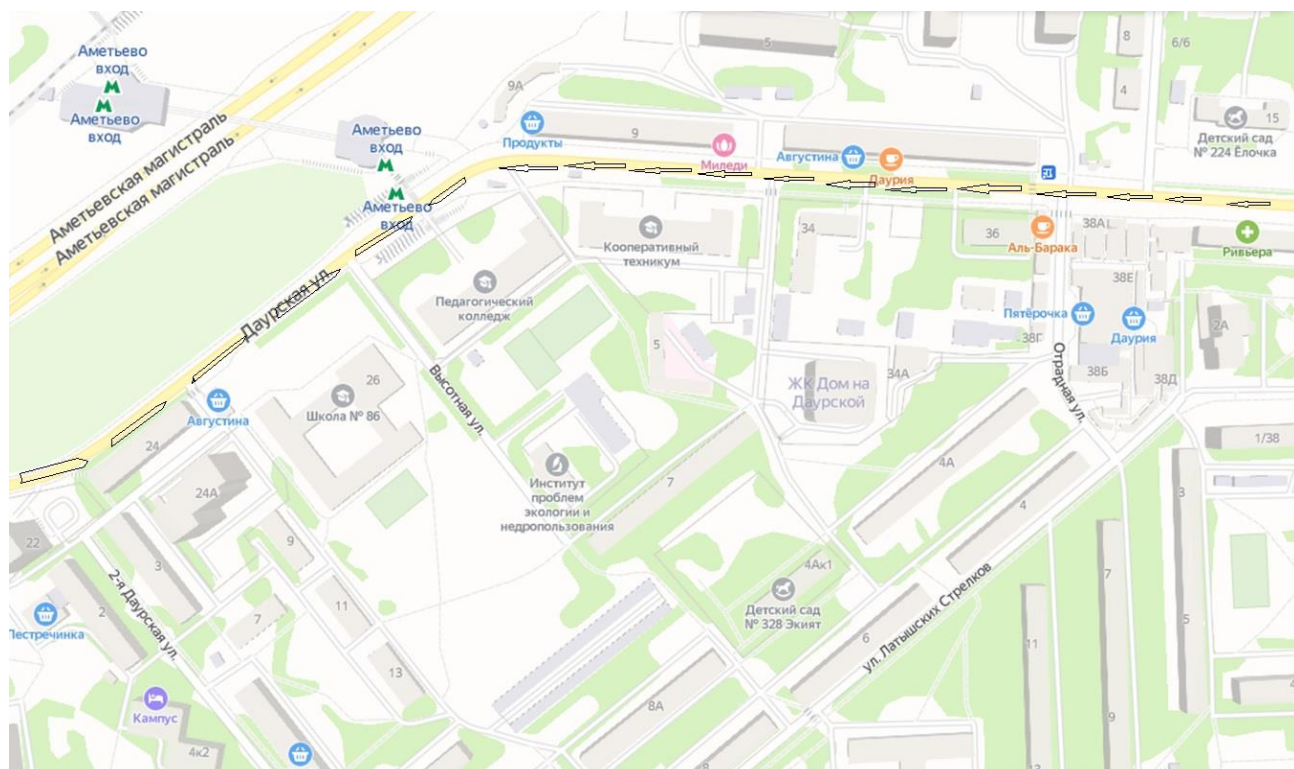 5
8
6/6
4
15
Детский сад
№ 224 Ёлочка
Аметьево
вход
Аметьево
вход
Аметьевская магистраль
Аметьевская магистраль
Аметьево
вход
Аметьево
вход
9А
Продукты
9
Миледи
Августина
Даурия
Кооперативный
техникум
34
36
Аль-Барака
38А
Ривьера
38Е
Даурская ул.
Педагогический
колледж
5
Пятёрочка
Даурия
2А
38Г
Отрадная ул.
38Б
38Д
34А
ЖК Дом на
Даурской
Высотная ул.
26
Школа № 86
Августина
24
24А
22
Институт
проблем
экологии и
недропользования
7
4А
4
1/38
3
7
5
9
3
2-я Даурская ул.
2
7
11
13
Пестречинка
4Ак1
Детский сад
№ 328 Экият
6
ул. Латышских Стрелков
11
9
4
8А
8
13
Кампус
4к2